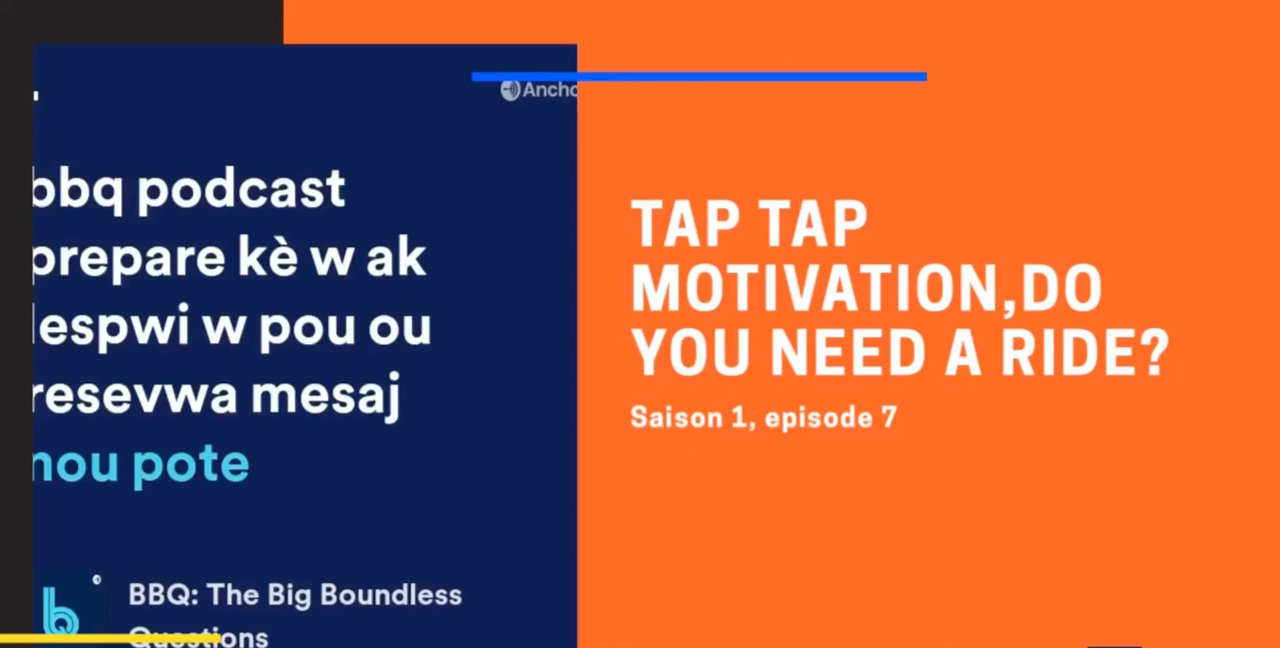 Ancho
bbq podcast
prepare kè w ak
lespwi w pou ou
resevwa mesaj
nou pote
BBQ: The Big Boundless
Questions
TAP TAP
MOTIVATION,DO
YOU NEED A RIDE?
Saison 1, episode 7